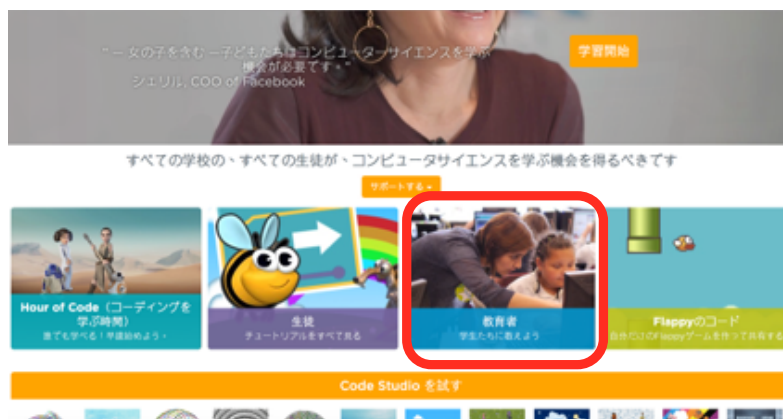 " — 女の子を含む —子どもたちはコンピューターサイエンスを学ぶ
機会が必要です。"
シェリル, COO of Facebook
学習開始
すべての学校の、すべての生徒が、コンピュータサイエンスを学ぶ機会を得るべきです
サポートする +
Hour of Code（コーディングを
学ぶ時間）
誰でも学べる！早速始めよう。
生徒
チュートリアルをすべて見る
教育者
学生たちに教えよう
Flappyのコード
自分だけのFlappyゲームを作って共有する
Code Studio を試す